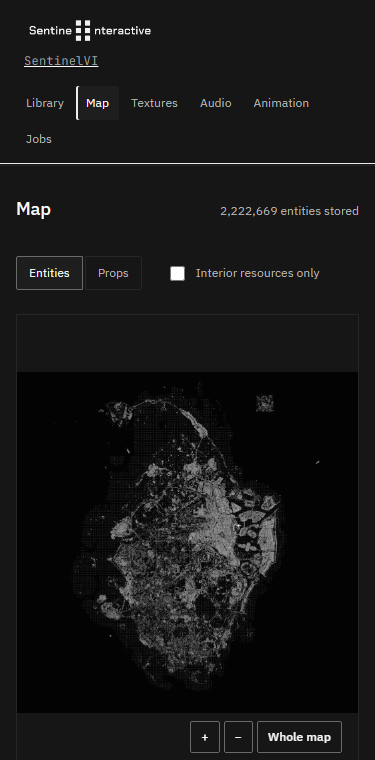 Sentine nteractive
SentinelVI
Library Map Textures Audio Animation
Jobs
Map 2,222,669 entities stored
Entities Props Interior resources only
+ − Whole map